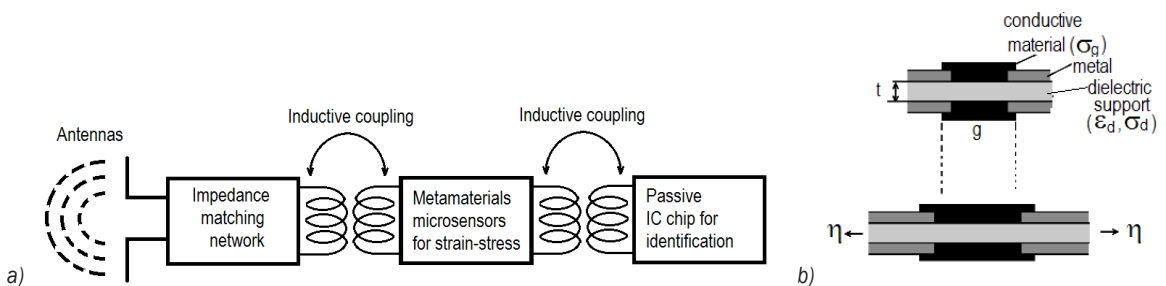 Antennas
Inductive coupling
Inductive coupling
Impedance
matching
network
Metamaterials
microsensors
for strain-stress
Passive
IC chip for
identification
a)
conductive
material(σg)
metal
dielectric
support
(εd, σd)
t
g
η
η
b)